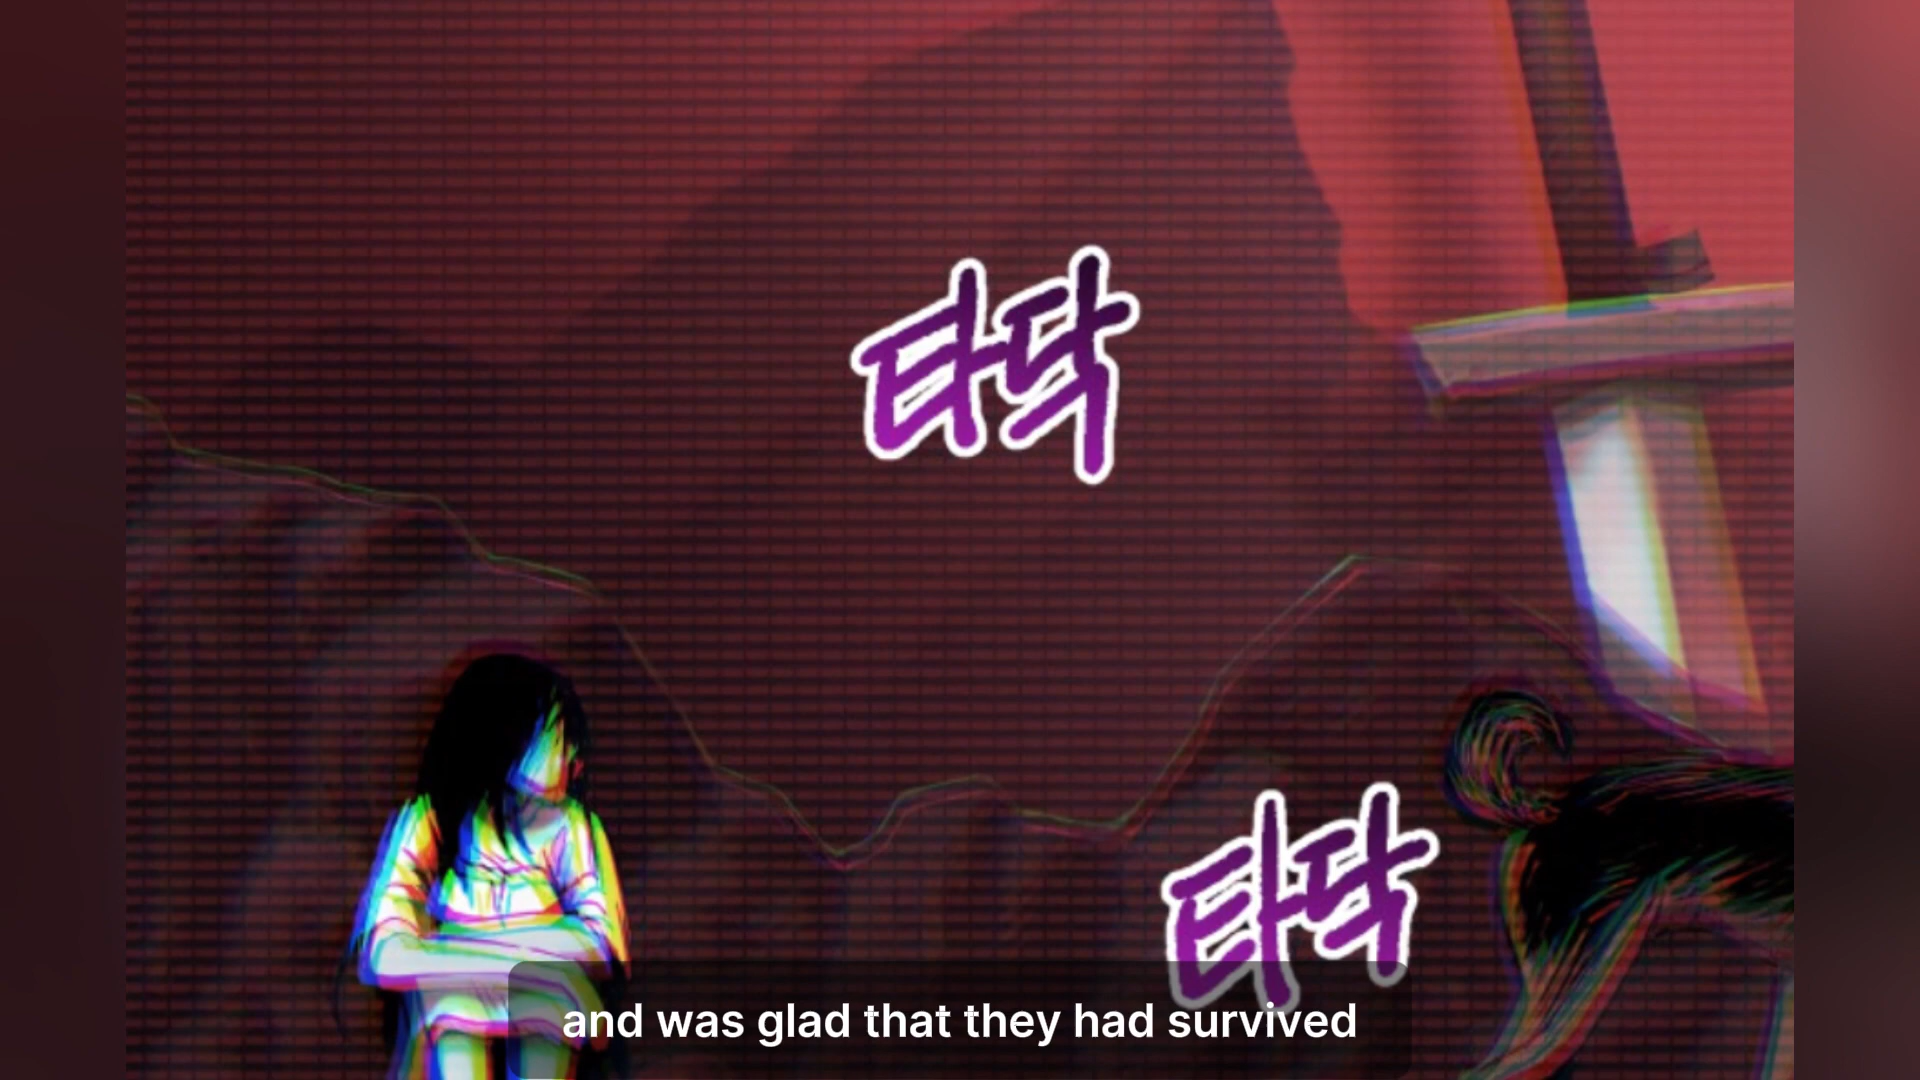 타닥
타닥
and was glad that they had survived